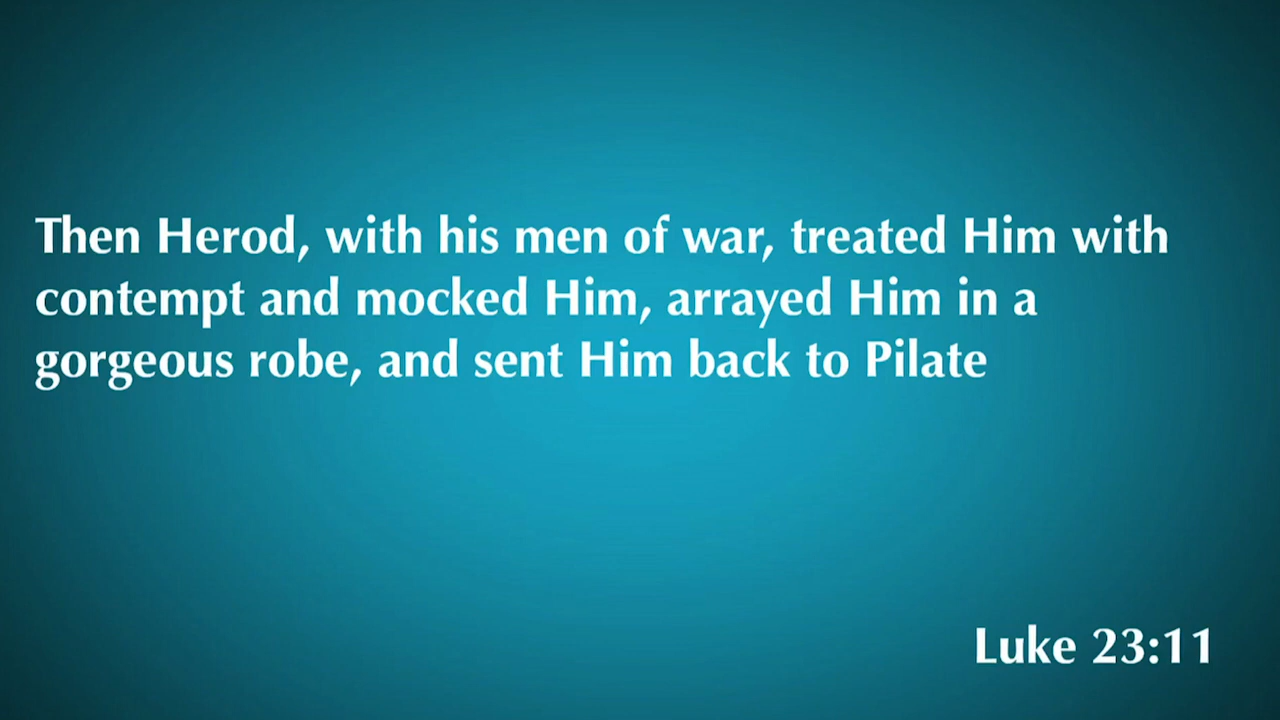 Then Herod, with his men of war, treated Him with
contempt and mocked Him, arrayed Him in a
gorgeous robe, and sent Him back to Pilate
Luke 23:11